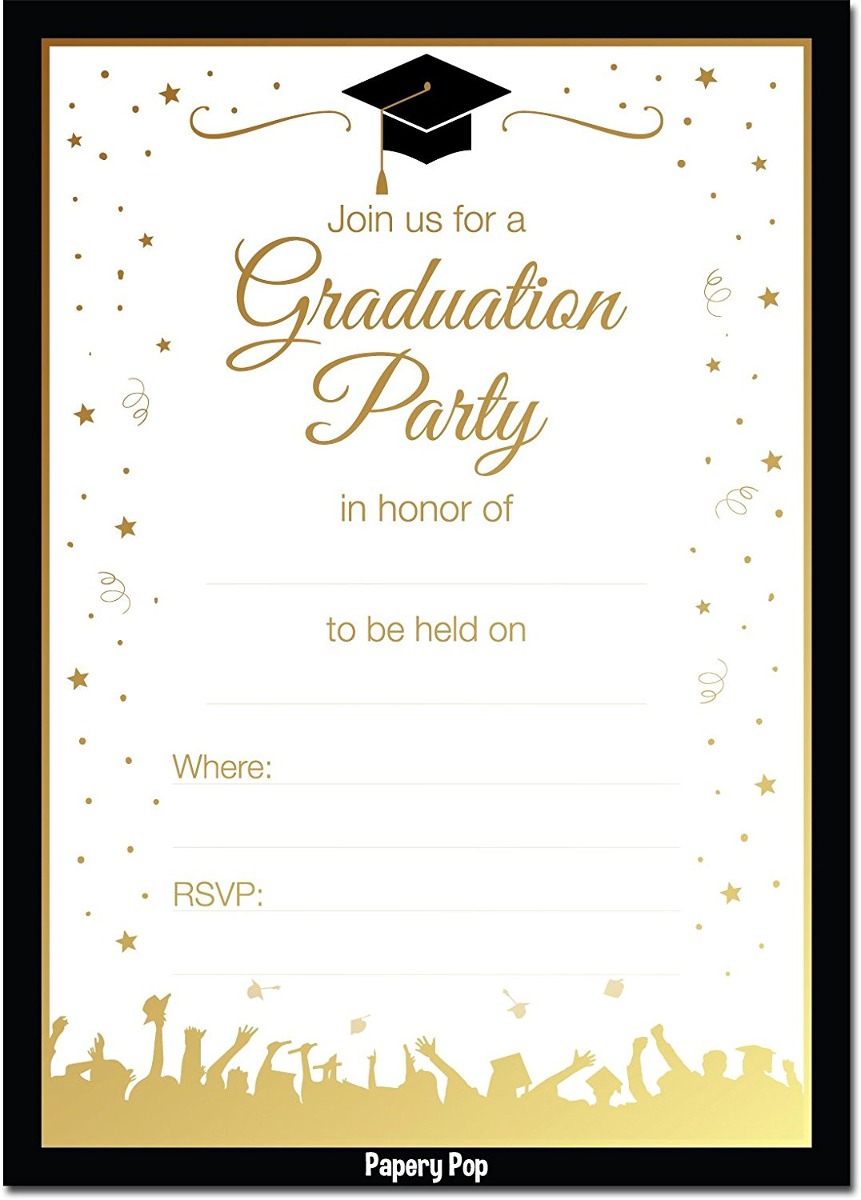 Join us for a
Graduation
Party
in honor of
to be held on
Where:
RSVP:
Papery Pop